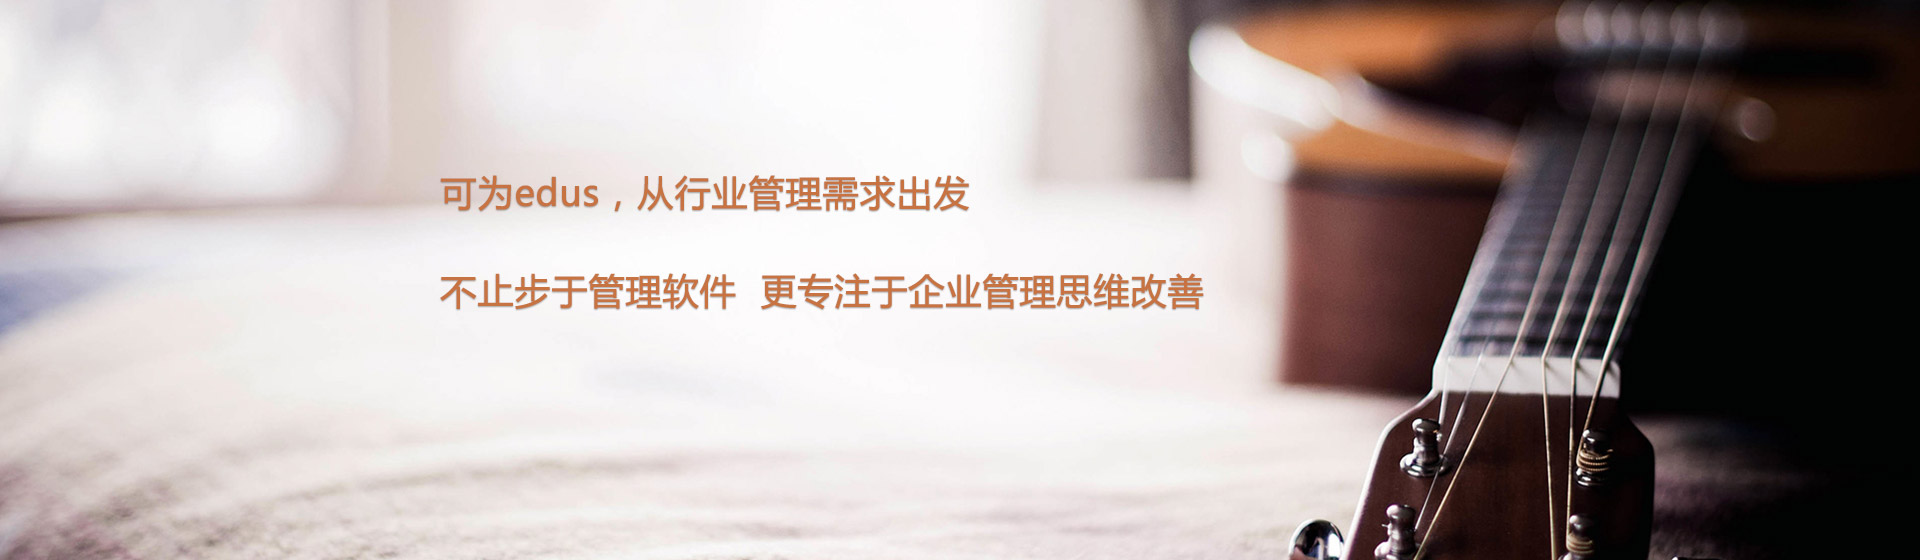 可为edus，从行业管理需求出发
不止步于管理软件 更专注于企业管理思维改善